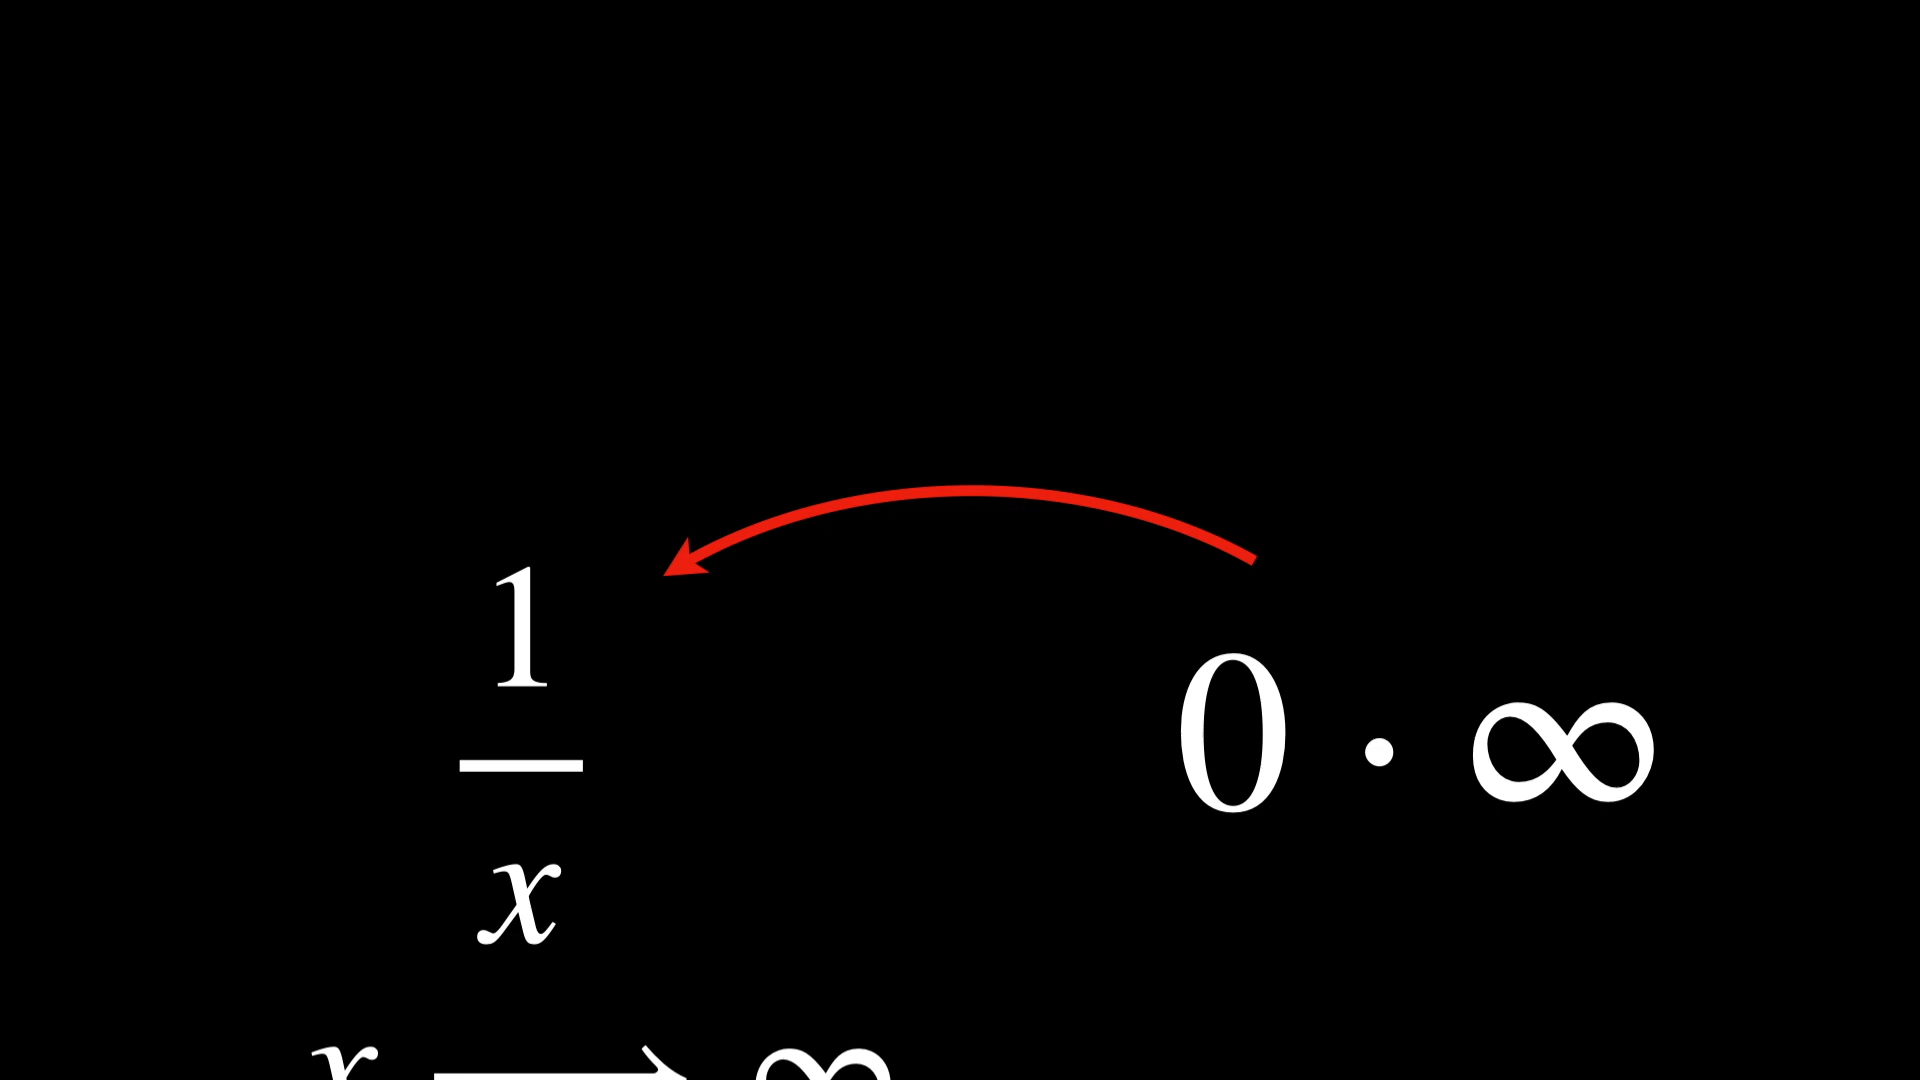 1/x 0 · ∞
x → ∞